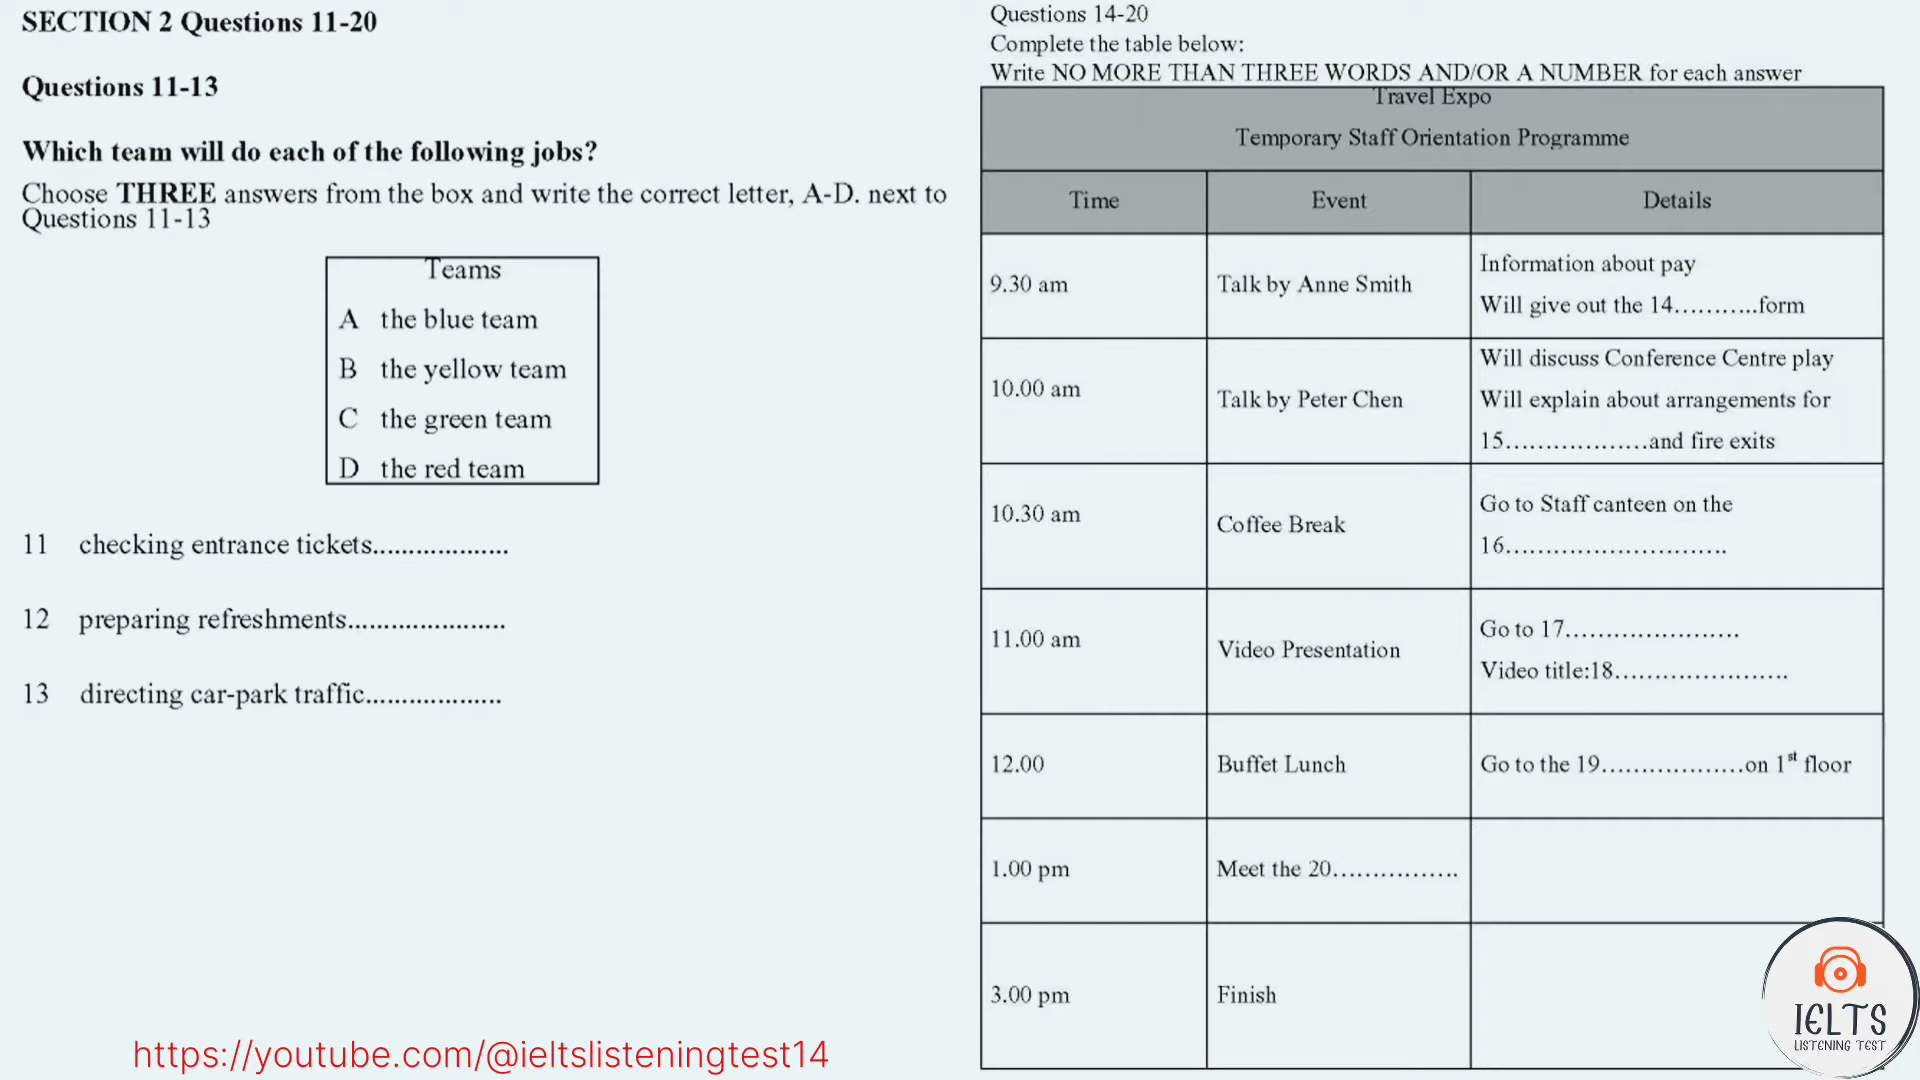 SECTION 2 Questions 11-20
Questions 11-13
Which team will do each of the following jobs?
Choose THREE answers from the box and write the correct letter, A-D. next to
Questions 11-13
Teams
A the blue team
B the yellow team
C the green team
D the red team
11 checking entrance tickets...................
12 preparing refreshments......................
13 directing car-park traffic...................
https://youtube.com/@ieltslisteningtest14
Questions 14-20
Complete the table below:
Write NO MORE THAN THREE WORDS AND/OR A NUMBER for each answer
Travel Expo
Temporary Staff Orientation Programme
Time Event Details
9.30 am Talk by Anne Smith Information about pay
Will give out the 14………..form
10.00 am Talk by Peter Chen Will discuss Conference Centre play
Will explain about arrangements for
15………………and fire exits
10.30 am Coffee Break Go to Staff canteen on the
16……………………….
11.00 am Video Presentation Go to 17………………….
Video title:18………………….
12.00 Buffet Lunch Go to the 19………………on 1st floor
1.00 pm Meet the 20…………….
3.00 pm Finish
IELTS
LISTENING TEST